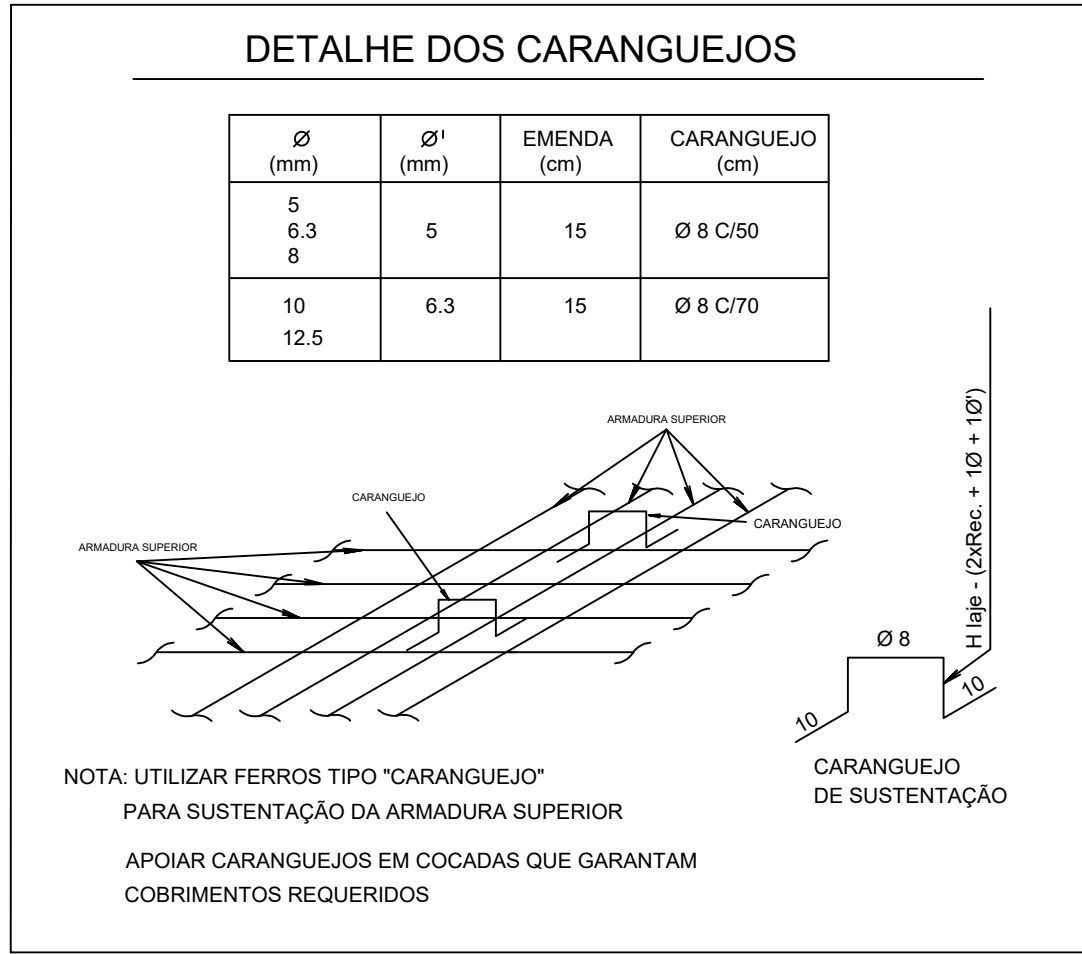 DETALHE DOS CARANGUEJOS
Ø Ø' EMENDA CARANGUEJO
(mm) (mm) (cm) (cm)
5
6.3 5 15 Ø 8 C/50
8
10 6.3 15 Ø 8 C/70
12.5
ARMADURA SUPERIOR
CARANGUEJO
CARANGUEJO
ARMADURA SUPERIOR
H laje - (2xRec. + 1Ø + 1Ø')
Ø 8
10
10
CARANGUEJO
DE SUSTENTAÇÃO
NOTA: UTILIZAR FERROS TIPO "CARANGUEJO"
PARA SUSTENTAÇÃO DA ARMADURA SUPERIOR
APOIAR CARANGUEJOS EM COCADAS QUE GARANTAM
COBRIMENTOS REQUERIDOS